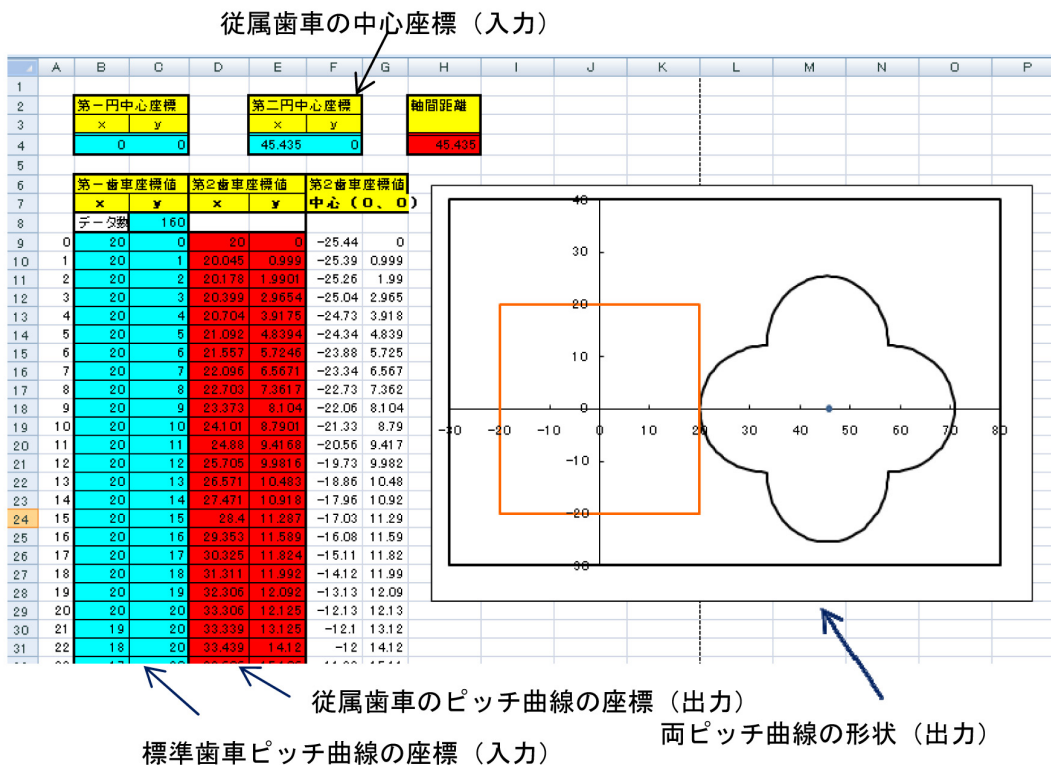 従属歯車の中心座標（入力）
A B C D E F G H I J K L M N O P
1
2 第一円中心座標 第二円中心座標 軸間距離
3 x y x y
4 0 0 45.435 0 45.435
5
6 第一歯車座標値 第2歯車座標値 第2歯車座標値
7 x y x y 中心（0、0）
8 データ数 160
9 0 20 0 20 0 -25.44 0
10 1 20 1 20.045 0.999 -25.39 0.999
11 2 20 2 20.178 1.9901 -25.26 1.99
12 3 20 3 20.399 2.9654 -25.04 2.965
13 4 20 4 20.704 3.9175 -24.73 3.918
14 5 20 5 21.092 4.8394 -24.34 4.839
15 6 20 6 21.557 5.7246 -23.88 5.725
16 7 20 7 22.096 6.5671 -23.34 6.567
17 8 20 8 22.703 7.3617 -22.73 7.362
18 9 20 9 23.373 8.104 -22.06 8.104
19 10 20 10 24.101 8.7901 -21.33 8.79
20 11 20 11 24.88 9.4168 -20.56 9.417
21 12 20 12 25.705 9.9816 -19.73 9.982
22 13 20 13 26.571 10.483 -18.86 10.48
23 14 20 14 27.471 10.918 -17.96 10.92
24 15 20 15 28.4 11.287 -17.03 11.29
25 16 20 16 29.353 11.589 -16.08 11.59
26 17 20 17 30.325 11.824 -15.11 11.82
27 18 20 18 31.311 11.992 -14.12 11.99
28 19 20 19 32.306 12.092 -13.13 12.09
29 20 20 20 33.306 12.125 -12.13 12.13
30 21 19 20 33.339 13.125 -12.1 13.12
31 22 18 20 33.439 14.12 -12 14.12
40
30
20
10
0
-30 -20 -10 0 10 20 30 40 50 60 70 80
-10
-20
-30
従属歯車のピッチ曲線の座標（出力）
両ピッチ曲線の形状（出力）
標準歯車ピッチ曲線の座標（入力）